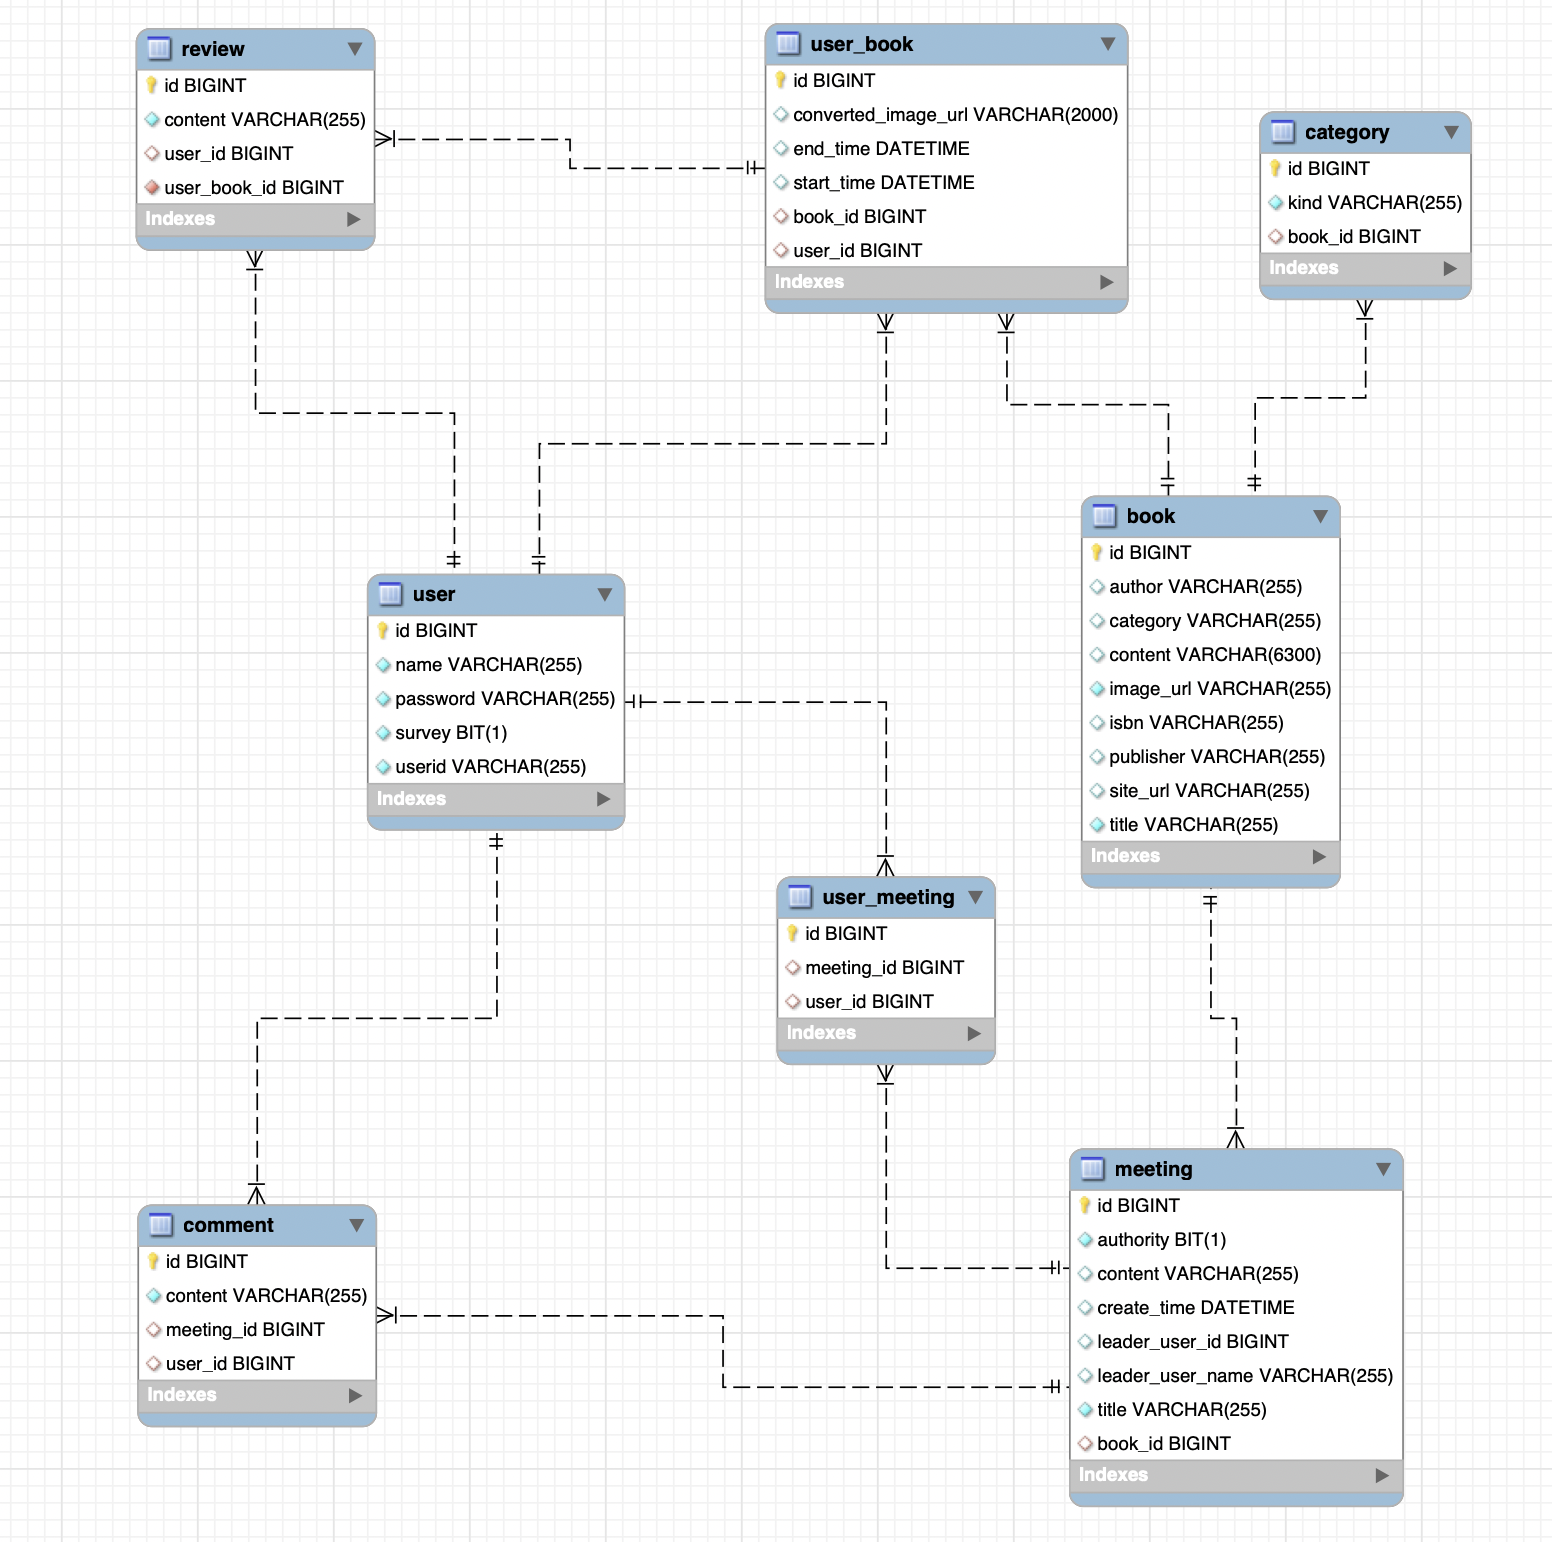 review
id BIGINT
content VARCHAR(255)
user_id BIGINT
user_book_id BIGINT
Indexes
user_book
id BIGINT
converted_image_url VARCHAR(2000)
end_time DATETIME
start_time DATETIME
book_id BIGINT
user_id BIGINT
Indexes
category
id BIGINT
kind VARCHAR(255)
book_id BIGINT
Indexes
user
id BIGINT
name VARCHAR(255)
password VARCHAR(255)
survey BIT(1)
userid VARCHAR(255)
Indexes
book
id BIGINT
author VARCHAR(255)
category VARCHAR(255)
content VARCHAR(6300)
image_url VARCHAR(255)
isbn VARCHAR(255)
publisher VARCHAR(255)
site_url VARCHAR(255)
title VARCHAR(255)
Indexes
user_meeting
id BIGINT
meeting_id BIGINT
user_id BIGINT
Indexes
comment
id BIGINT
content VARCHAR(255)
meeting_id BIGINT
user_id BIGINT
Indexes
meeting
id BIGINT
authority BIT(1)
content VARCHAR(255)
create_time DATETIME
leader_user_id BIGINT
leader_user_name VARCHAR(255)
title VARCHAR(255)
book_id BIGINT
Indexes